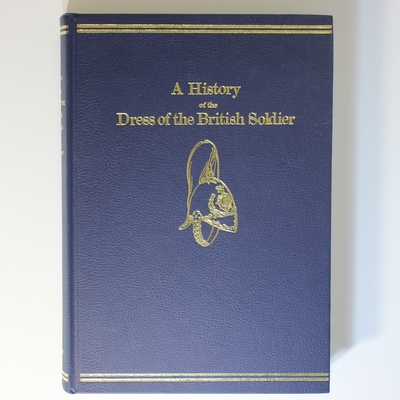 A History
of the
Dress of the British Soldier